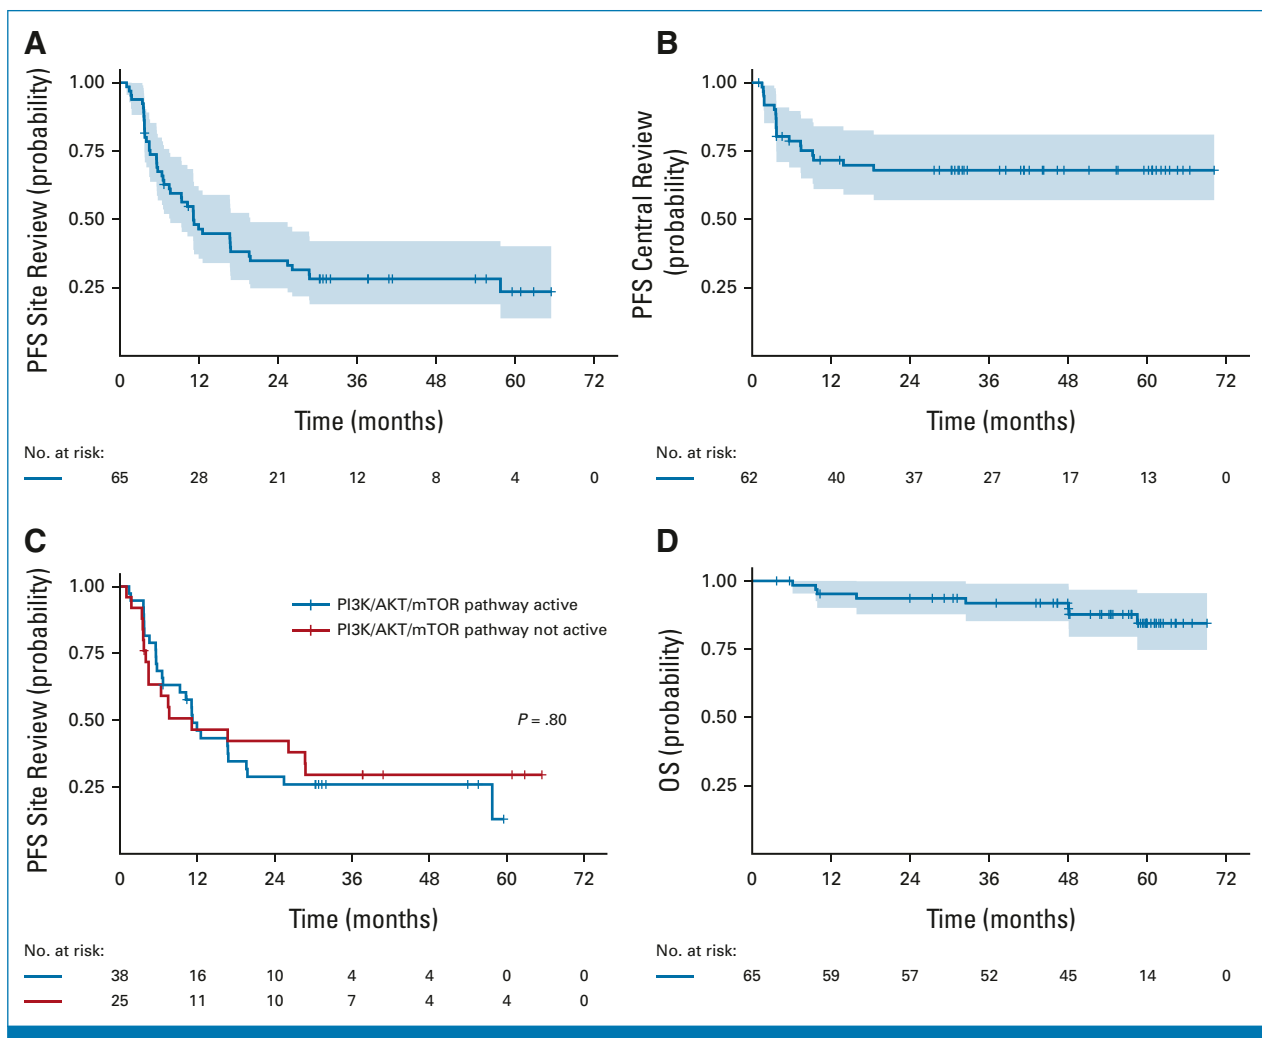 A
PFS Site Review (probability)
1.00
0.75
0.50
0.25
0 12 24 36 48 60 72
Time (months)
No. at risk:
65 28 21 12 8 4 0
B
PFS Central Review
(probability)
1.00
0.75
0.50
0.25
0 12 24 36 48 60 72
Time (months)
No. at risk:
62 40 37 27 17 13 0
C
PFS Site Review (probability)
1.00
0.75
0.50
0.25
PI3K/AKT/mTOR pathway active
PI3K/AKT/mTOR pathway not active
P = .80
0 12 24 36 48 60 72
Time (months)
No. at risk:
38 16 10 4 4 0 0
25 11 10 7 4 4 0
D
OS (probability)
1.00
0.75
0.50
0.25
0 12 24 36 48 60 72
Time (months)
No. at risk:
65 59 57 52 45 14 0